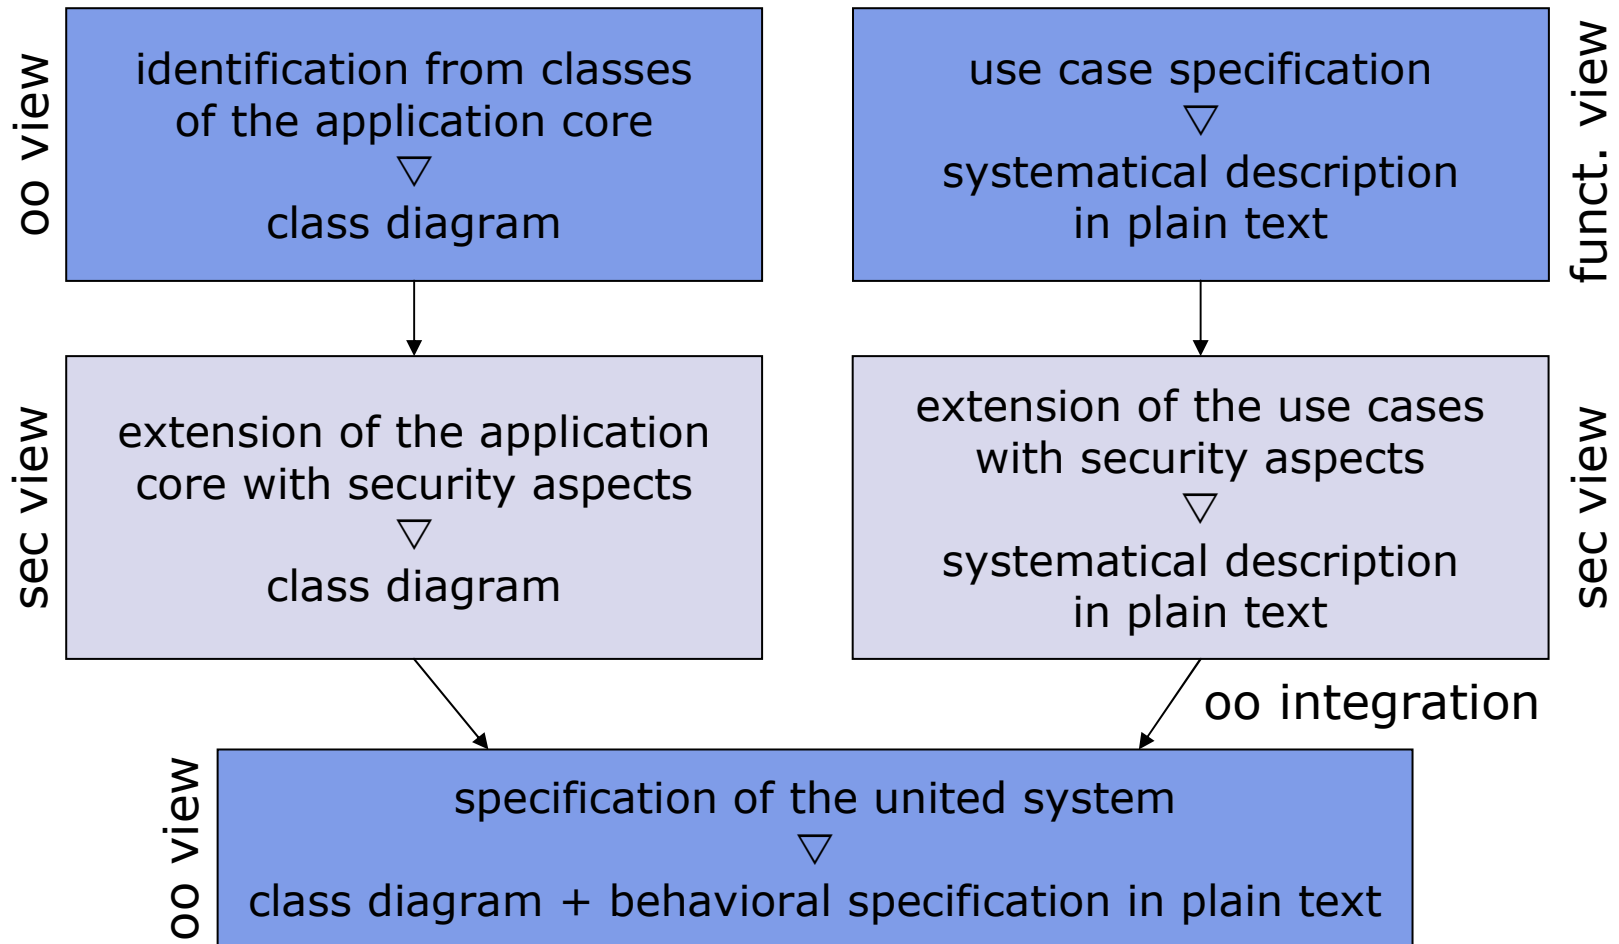 oo view
identification from classes
of the application core
class diagram
use case specification
systematical description
in plain text
funct. view
sec view
extension of the application
core with security aspects
class diagram
extension of the use cases
with security aspects
systematical description
in plain text
sec view
oo integration
oo view
specification of the united system
class diagram + behavioral specification in plain text